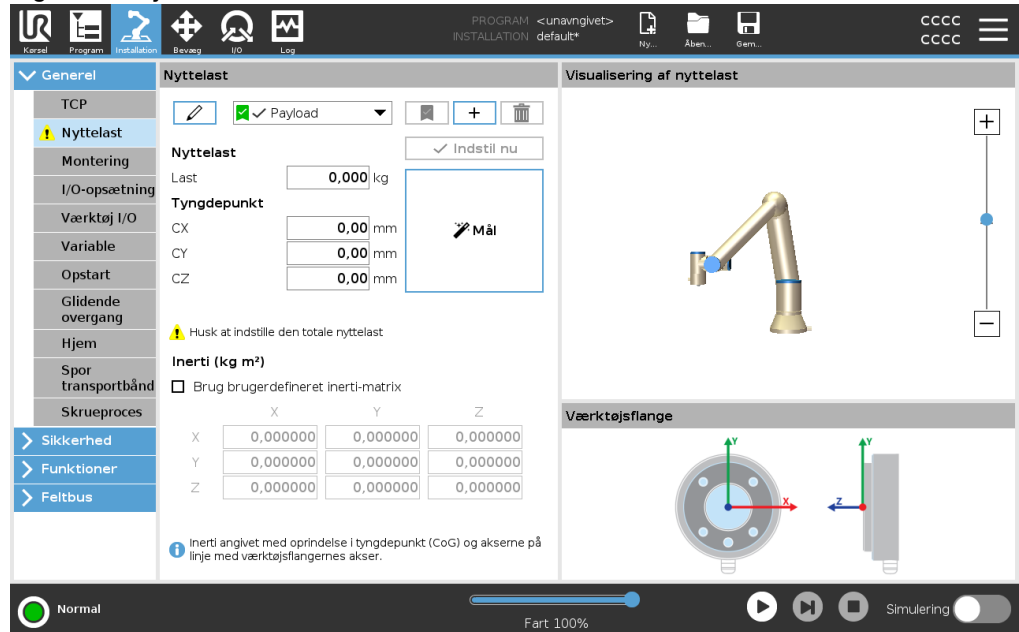 PROGRAM <unavngivet>
INSTALLATION default*
Kørsel Program Installation Bevæg I/O Log
Ny... Åben... Gem...
cccc
cccc
Generel
TCP
Nyttelast
Montering
I/O-opsætning
Værktøj I/O
Variable
Opstart
Glidende
overgang
Hjem
Spor
transportbånd
Skrueproces
Sikkerhed
Funktioner
Feltbus
Nyttelast
Payload
+
Nyttelast
Indstil nu
Last 0,000 kg
Tyngdepunkt
CX 0,00 mm
CY 0,00 mm
CZ 0,00 mm
Mål
Husk at indstille den totale nyttelast
Inerti (kg m²)
Brug brugerdefineret inerti-matrix
X Y Z
X 0,000000 0,000000 0,000000
Y 0,000000 0,000000 0,000000
Z 0,000000 0,000000 0,000000
Inerti angivet med oprindelse i tyngdepunkt (CoG) og akserne på
linje med værktøjsflangernes akser.
Visualisering af nyttelast
Værktøjsflange
Y Y
X Z
Normal
Fart 100%
Simulering